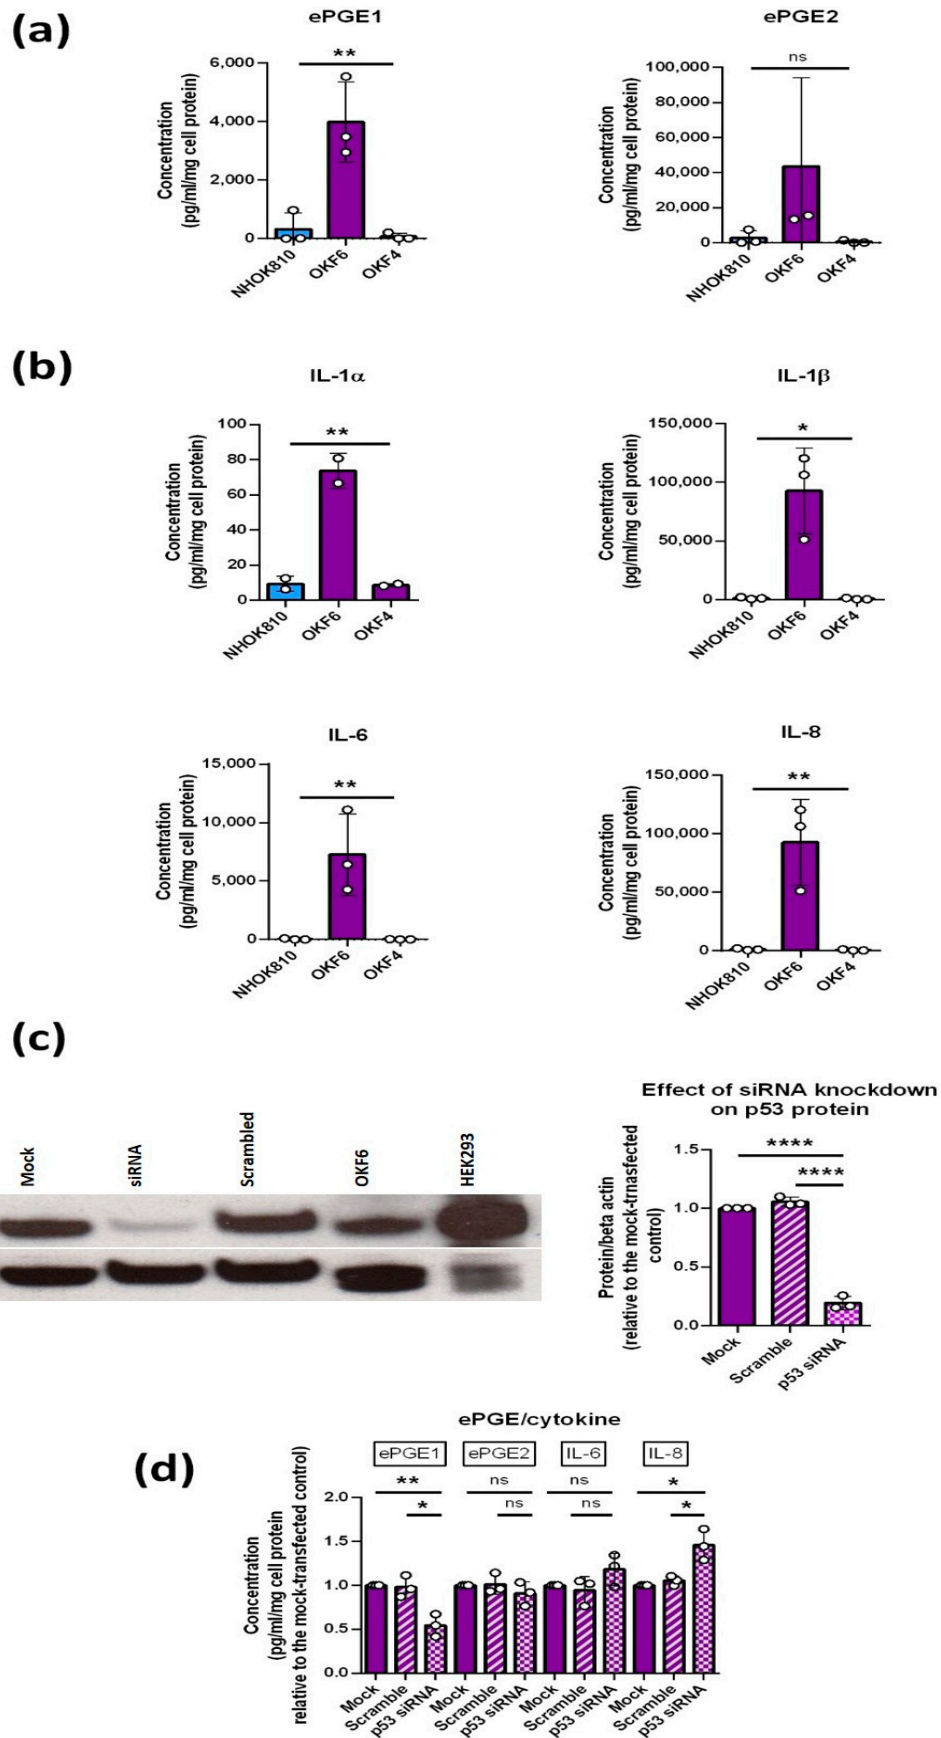 (a)
ePGE1
**
6,000
4,000
2,000
0
Concentration
(pg/ml/mg cell protein)
NHOK810
OKF6
OKF4
ePGE2
ns
100,000
80,000
60,000
40,000
20,000
0
Concentration
(pg/ml/mg cell protein)
NHOK810
OKF6
OKF4
(b)
IL-1α
**
100
80
60
40
20
0
Concentration
(pg/ml/mg cell protein)
NHOK810
OKF6
OKF4
IL-1β
*
150,000
100,000
50,000
0
Concentration
(pg/ml/mg cell protein)
NHOK810
OKF6
OKF4
IL-6
**
15,000
10,000
5,000
0
Concentration
(pg/ml/mg cell protein)
NHOK810
OKF6
OKF4
IL-8
**
150,000
100,000
50,000
0
Concentration
(pg/ml/mg cell protein)
NHOK810
OKF6
OKF4
(c)
Mock
siRNA
Scrambled
OKF6
HEK293
Effect of siRNA knockdown
on p53 protein
****
****
1.5
1.0
0.5
0.0
Protein/beta actin
(relative to the mock-trnasfected
control)
Mock
Scramble
p53 siRNA
(d)
ePGE/cytokine
ePGE1
ePGE2
IL-6
IL-8
**
ns
ns
*
*
ns
ns
*
2.0
1.5
1.0
0.5
0.0
Concentration
(pg/ml/mg cell protein
relative to the mock-transfected control)
Mock
Scramble
p53 siRNA
Mock
Scramble
p53 siRNA
Mock
Scramble
p53 siRNA
Mock
Scramble
p53 siRNA